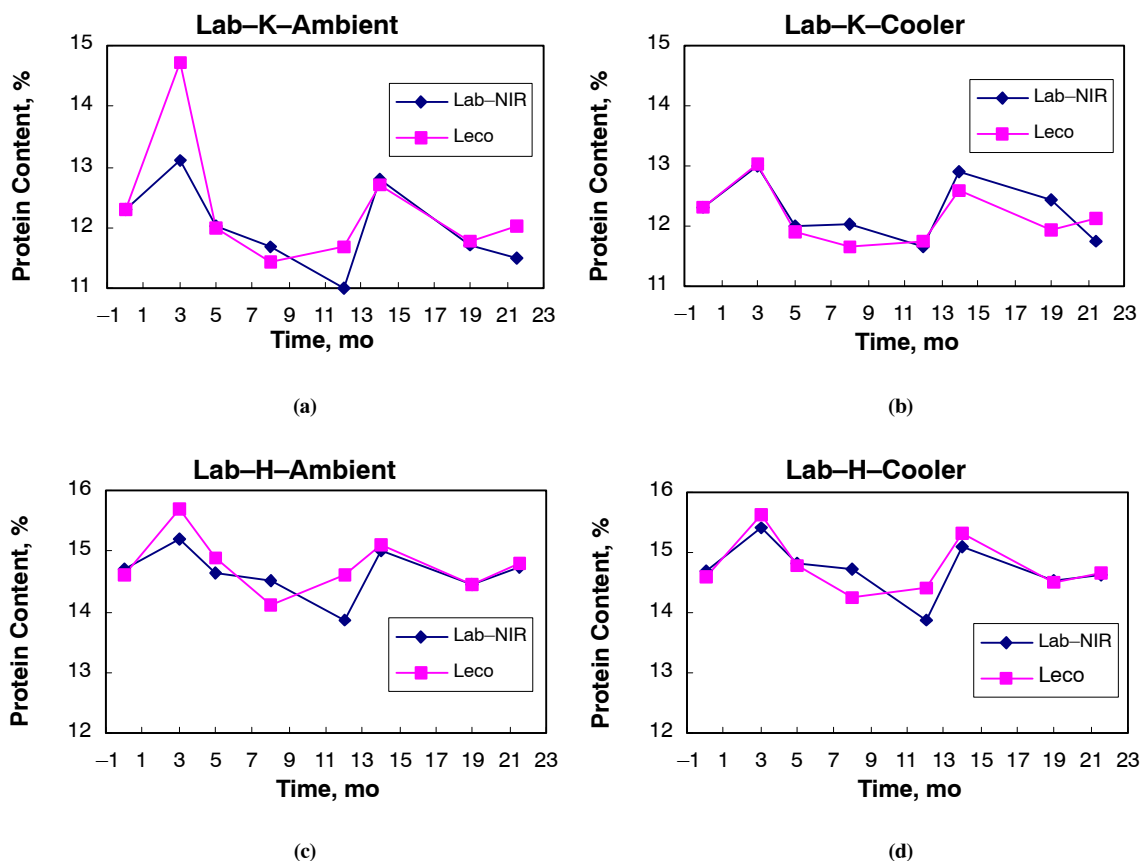 Lab–K–Ambient
Protein Content, %
15
14
13
12
11
Lab–NIR
Leco
–1 1 3 5 7 9 11 13 15 17 19 21 23
Time, mo
(a)
Lab–K–Cooler
Protein Content, %
15
14
13
12
11
Lab–NIR
Leco
–1 1 3 5 7 9 11 13 15 17 19 21 23
Time, mo
(b)
Lab–H–Ambient
Protein Content, %
16
15
14
13
12
Lab–NIR
Leco
–1 1 3 5 7 9 11 13 15 17 19 21 23
Time, mo
(c)
Lab–H–Cooler
Protein Content, %
16
15
14
13
12
Lab–NIR
Leco
–1 1 3 5 7 9 11 13 15 17 19 21 23
Time, mo
(d)